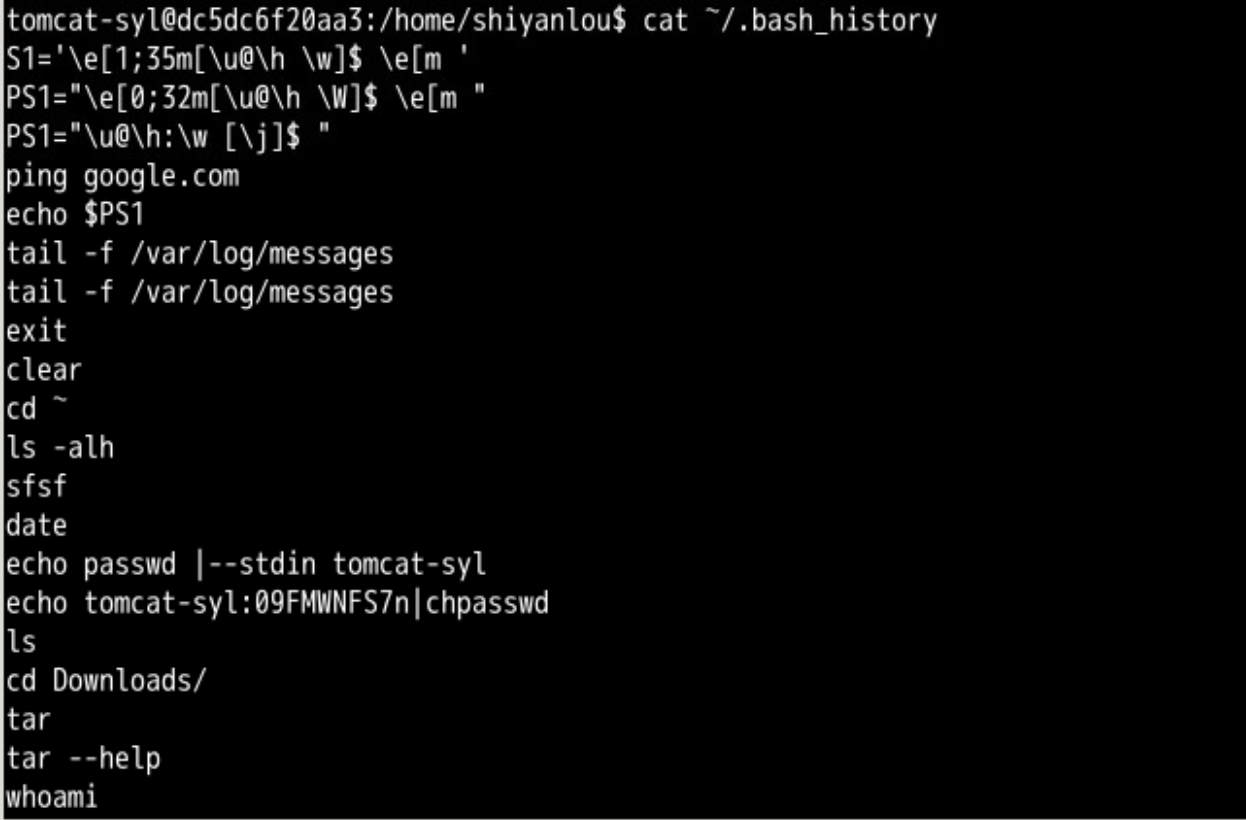 tomcat-syl@dc5dc6f20aa3:/home/shiyanlou$ cat ~/.bash_history
S1='\e[1;35m[\u@\h \w]$ \e[m '
PS1="\e[0;32m[\u@\h \W]$ \e[m "
PS1="\u@\h:\w [\j]$ "
ping google.com
echo $PS1
tail -f /var/log/messages
tail -f /var/log/messages
exit
clear
cd ~
ls -alh
sfsf
date
echo passwd |--stdin tomcat-syl
echo tomcat-syl:09FMWNFS7n|chpasswd
ls
cd Downloads/
tar
tar --help
whoami